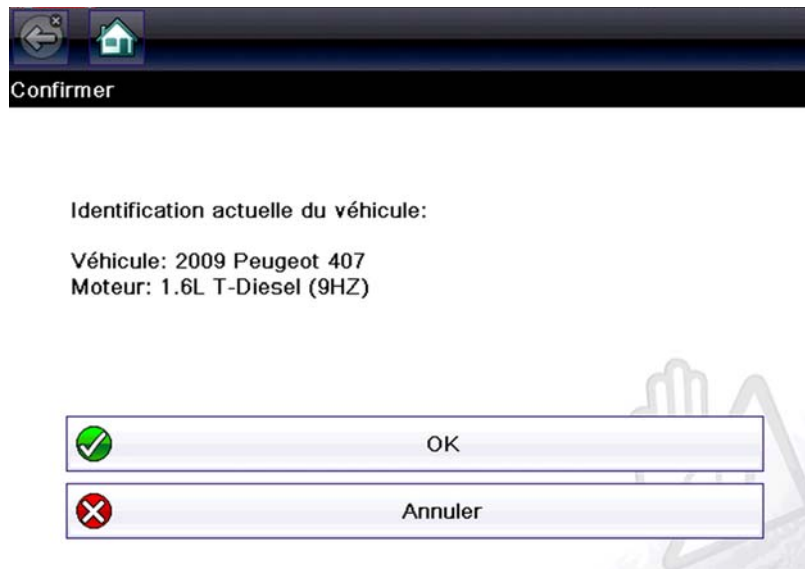 Confirmer
Identification actuelle du véhicule:
Véhicule: 2009 Peugeot 407
Moteur: 1.6L T-Diesel (9HZ)
OK
Annuler